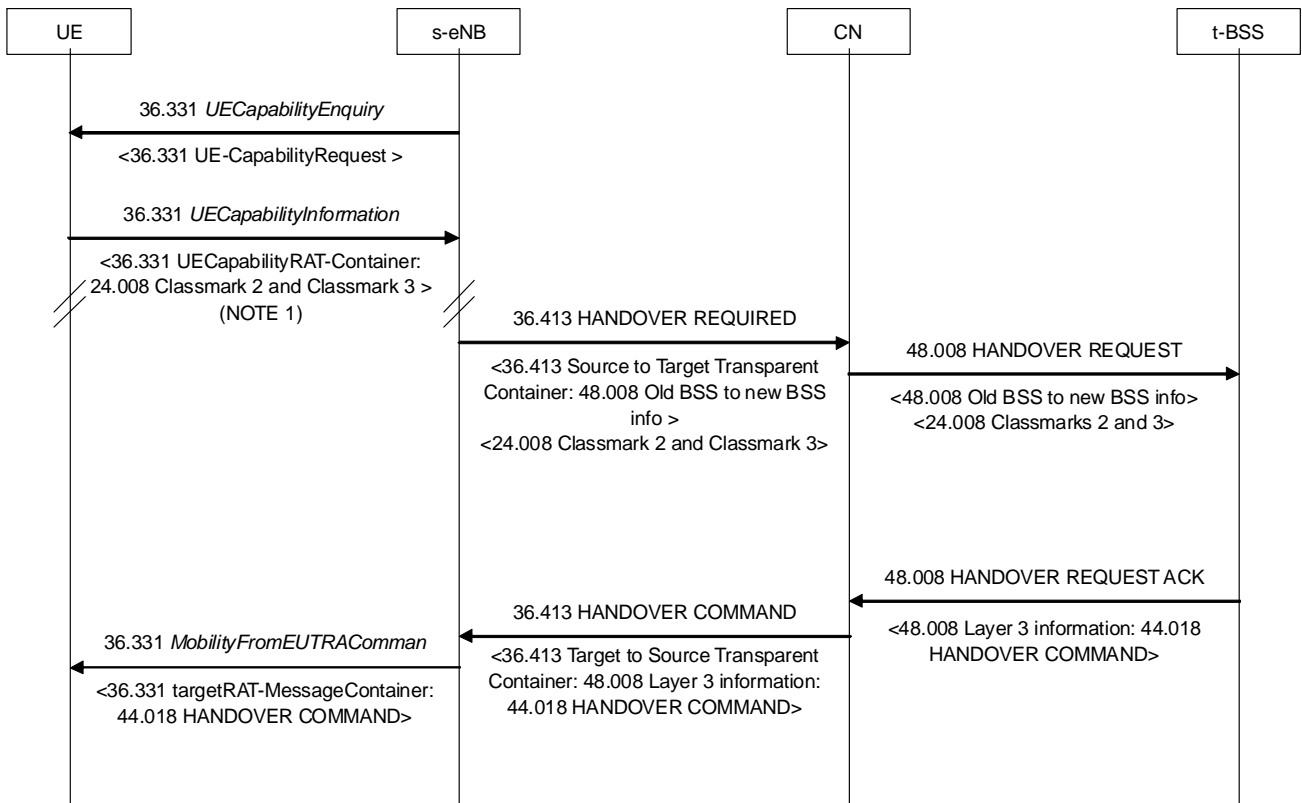 UE
s-eNB
CN
t-BSS
36.331 UECapabilityEnquiry
<36.331 UE-CapabilityRequest >
36.331 UECapabilityInformation
<36.331 UECapabilityRAT-Container:
24.008 Classmark 2 and Classmark 3 >
(NOTE 1)
36.413 HANDOVER REQUIRED
<36.413 Source to Target Transparent
Container: 48.008 Old BSS to new BSS
info >
<24.008 Classmark 2 and Classmark 3>
48.008 HANDOVER REQUEST
<48.008 Old BSS to new BSS info>
<24.008 Classmarks 2 and 3>
48.008 HANDOVER REQUEST ACK
<48.008 Layer 3 information: 44.018
HANDOVER COMMAND>
36.413 HANDOVER COMMAND
<36.413 Target to Source Transparent
Container: 48.008 Layer 3 information:
44.018 HANDOVER COMMAND>
36.331 MobilityFromEUTRAComman
<36.331 targetRAT-MessageContainer:
44.018 HANDOVER COMMAND>